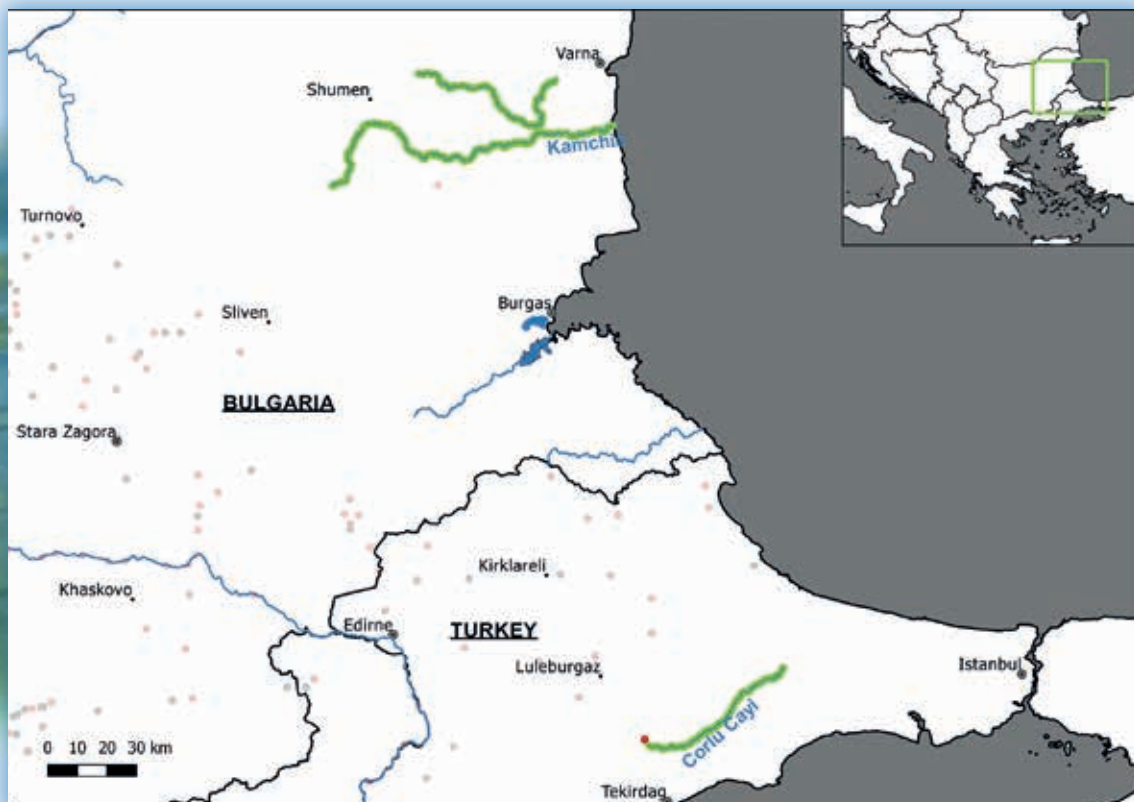 Varna
Shumen
Kamchia
Turnovo
Burgas
Sliven
BULGARIA
Stara Zagora
Kirklareli
Khaskovo
Edirne
TURKEY
Luleburgaz
Istanbul
Corlu Cayi
0 10 20 30 km
Tekirdag